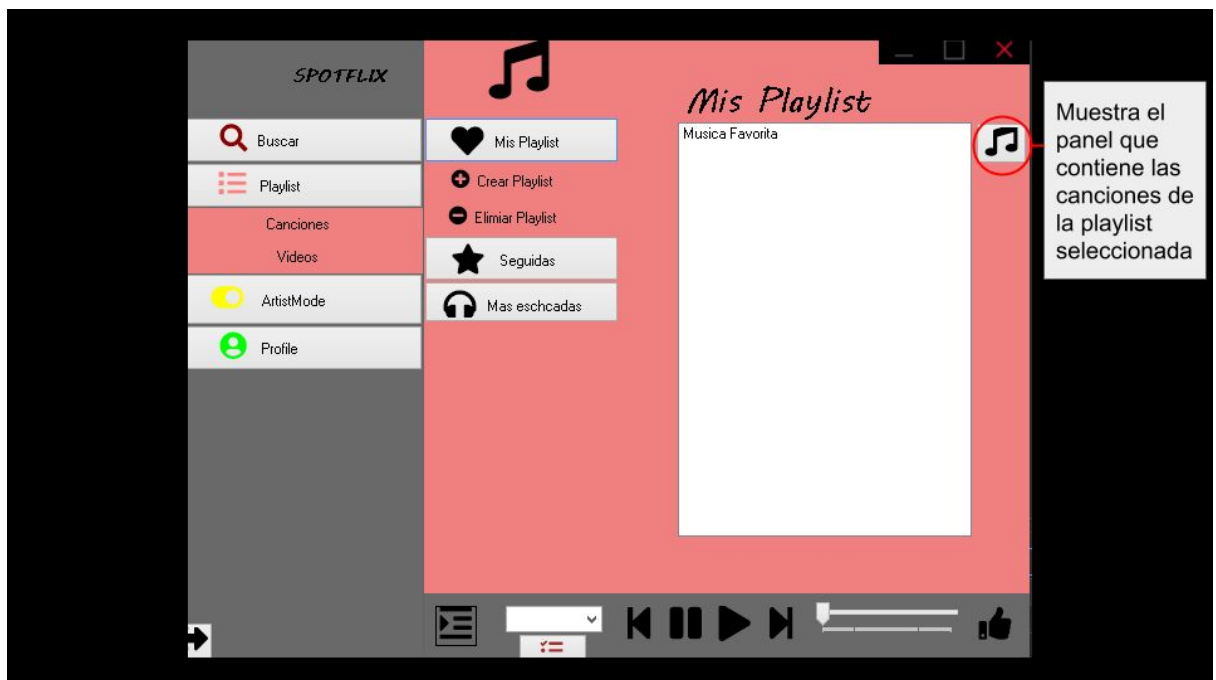 SPOTFLIX
Buscar
Playlist
Canciones
Videos
ArtistMode
Profile
Mis Playlist
Crear Playlist
Elimiar Playlist
Seguidas
Mas eschcadas
Mis Playlist
Musica Favorita
Muestra el
panel que
contiene las
canciones de
la playlist
seleccionada